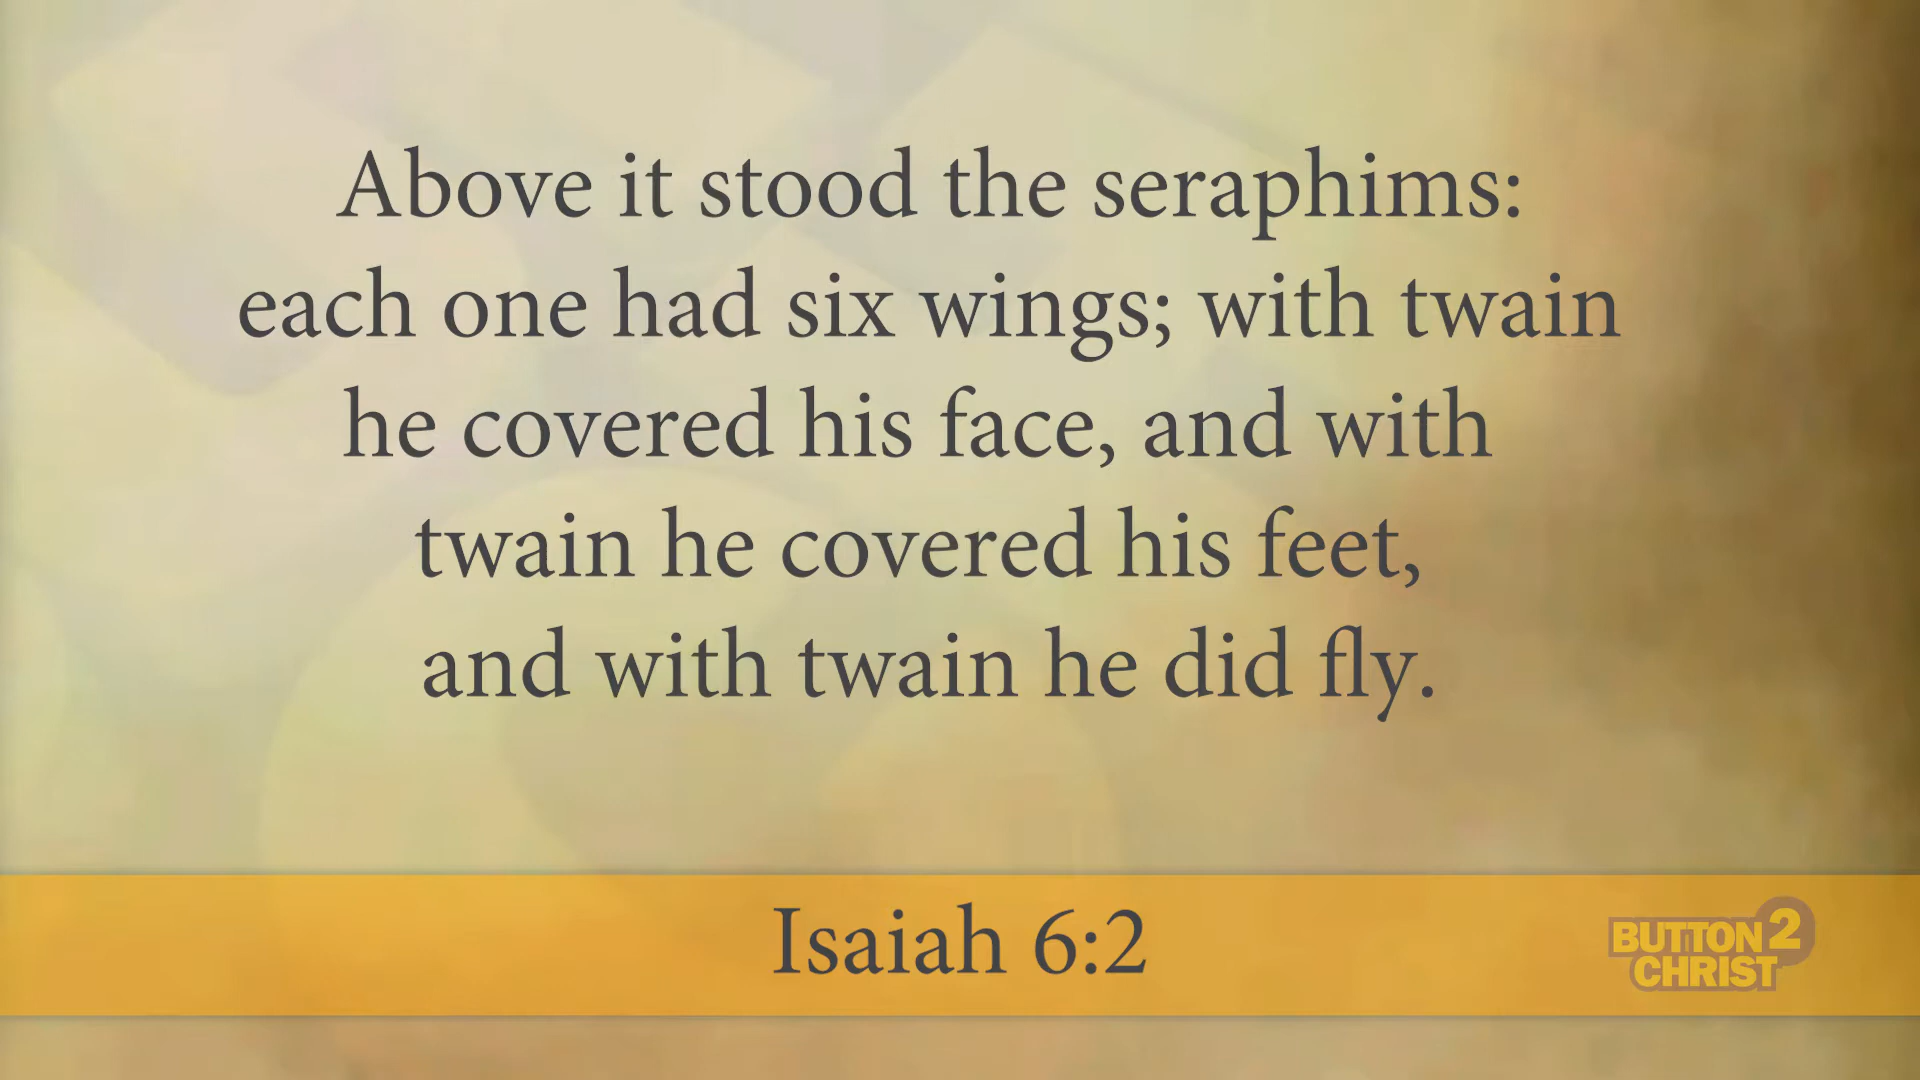 Above it stood the seraphims:
each one had six wings; with twain
he covered his face, and with
twain he covered his feet,
and with twain he did fly.
Isaiah 6:2
BUTTON 2
CHRIST